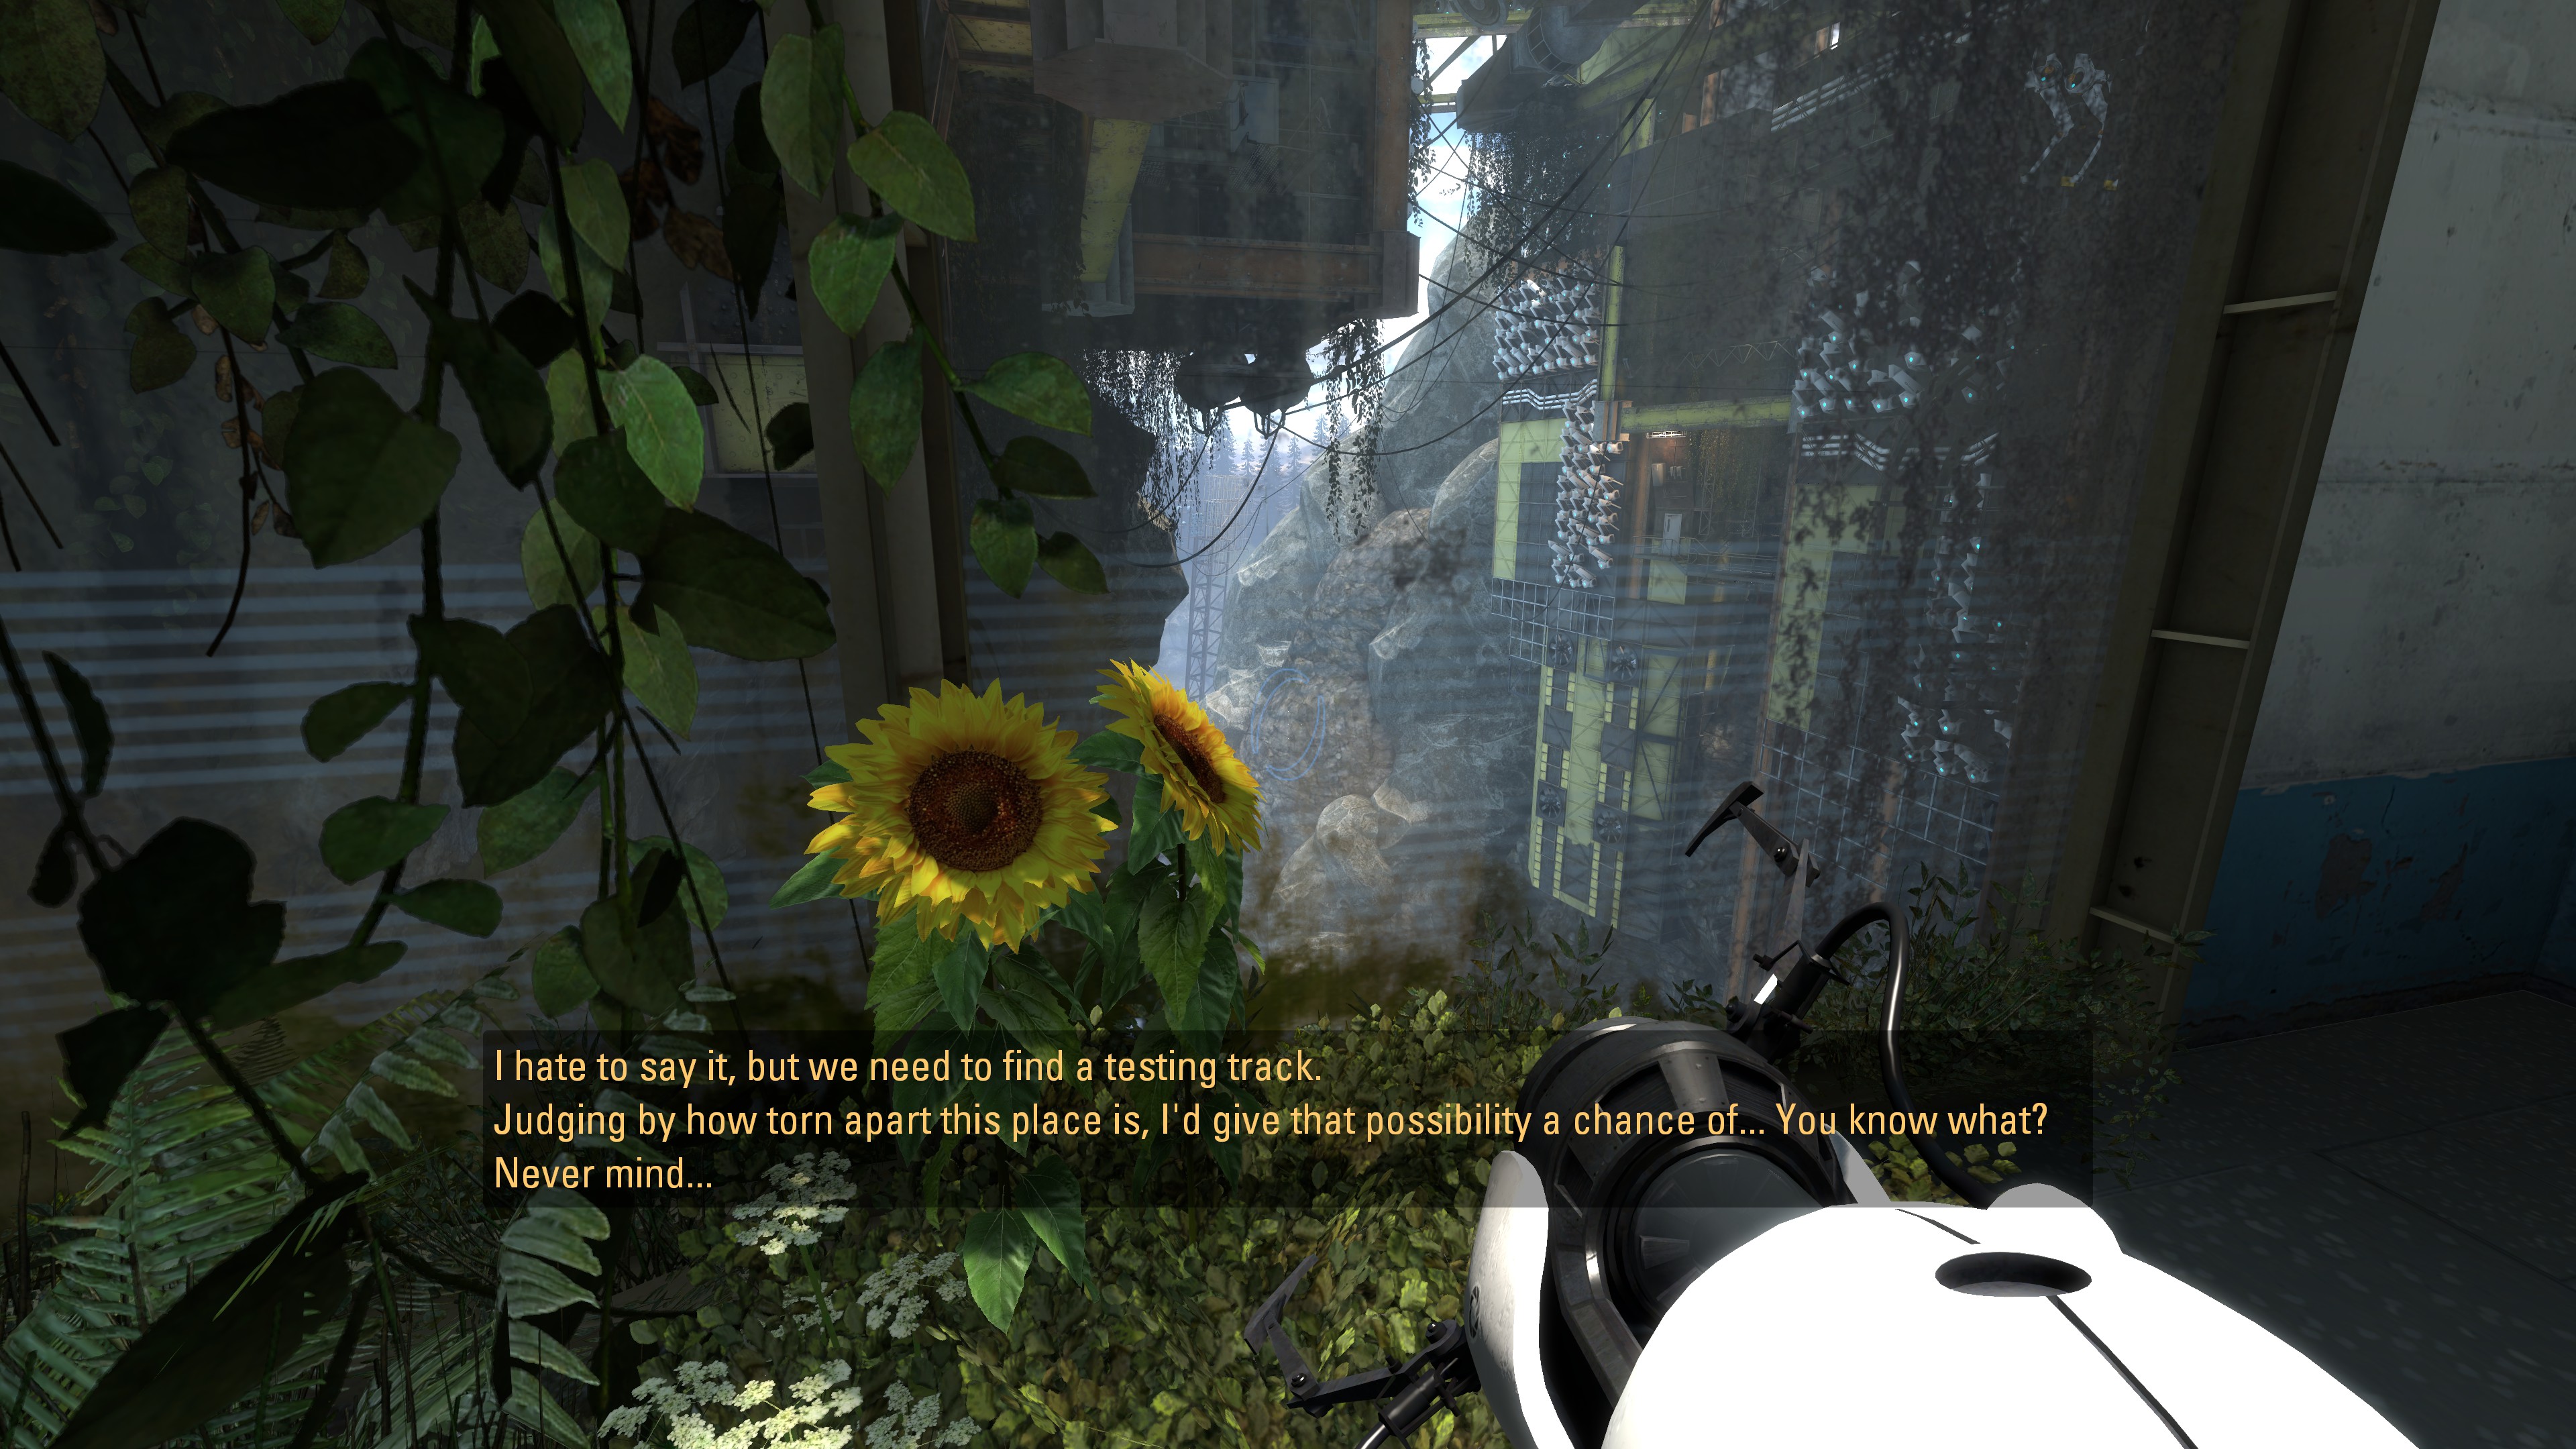 I hate to say it, but we need to find a testing track.
Judging by how torn apart this place is, I'd give that possibility a chance of... You know what?
Never mind...